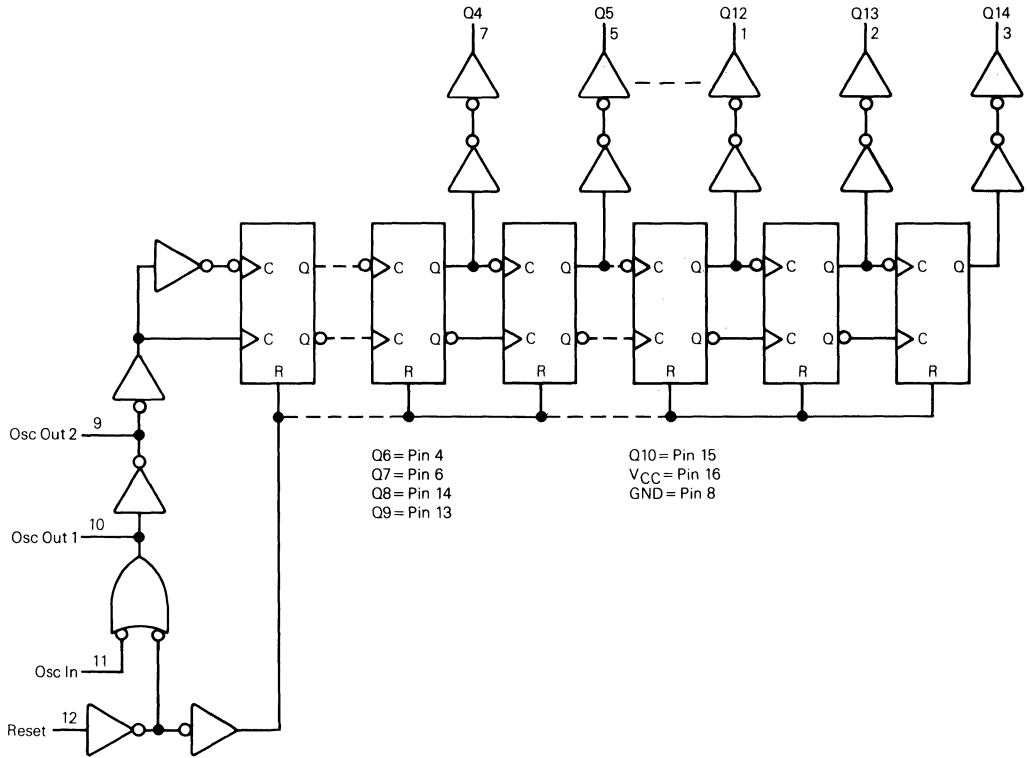 Q4 Q5 Q12 Q13 Q14
7 5 1 2 3
C Q C Q C Q C Q C Q C Q
C Q C Q C Q C Q C Q C Q
R R R R R R
Osc Out 2 9
Q6 = Pin 4 Q10 = Pin 15
Q7 = Pin 6 VCC = Pin 16
Q8 = Pin 14 GND = Pin 8
Q9 = Pin 13
Osc Out 1 10
Osc In 11
Reset 12